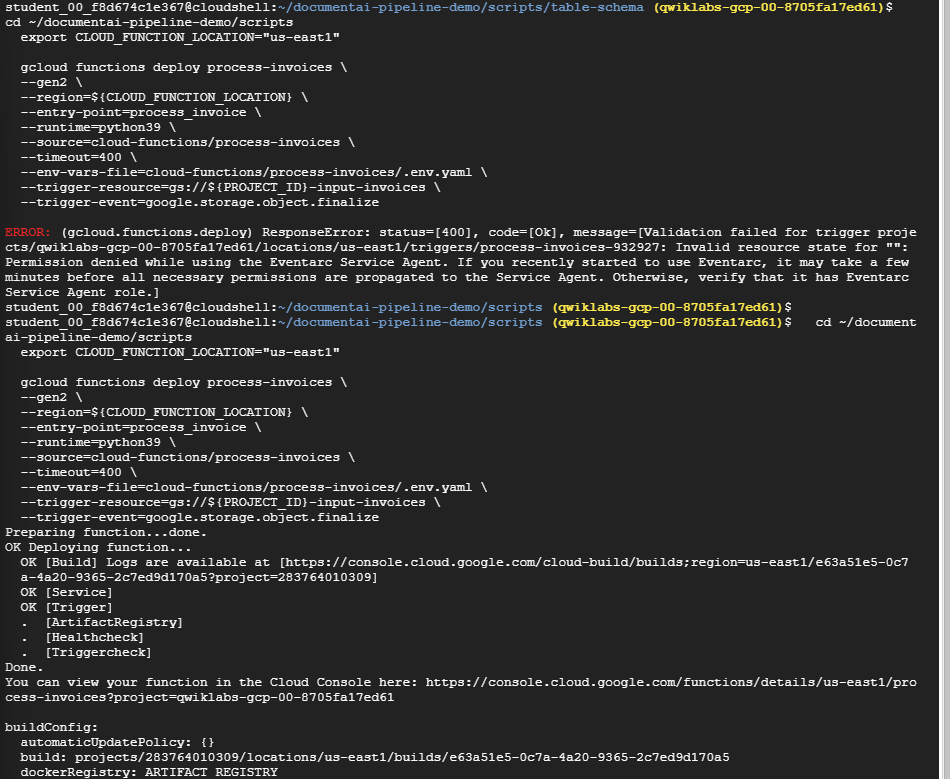 student_00_f8d674c1e367@cloudshell:~/documentai-pipeline-demo/scripts/table-schema (qwiklabs-gcp-00-8705fa17ed61)$
cd ~/documentai-pipeline-demo/scripts
  export CLOUD_FUNCTION_LOCATION="us-east1"

  gcloud functions deploy process-invoices \
  --gen2 \
  --region=${CLOUD_FUNCTION_LOCATION} \
  --entry-point=process_invoice \
  --runtime=python39 \
  --source=cloud-functions/process-invoices \
  --timeout=400 \
  --env-vars-file=cloud-functions/process-invoices/.env.yaml \
  --trigger-resource=gs://${PROJECT_ID}-input-invoices \
  --trigger-event=google.storage.object.finalize

ERROR: (gcloud.functions.deploy) ResponseError: status=[400], code=[Ok], message=[Validation failed for trigger proje
cts/qwiklabs-gcp-00-8705fa17ed61/locations/us-east1/triggers/process-invoices-932927: Invalid resource state for "":
Permission denied while using the Eventarc Service Agent. If you recently started to use Eventarc, it may take a few
minutes before all necessary permissions are propagated to the Service Agent. Otherwise, verify that it has Eventarc
Service Agent role.]
student_00_f8d674c1e367@cloudshell:~/documentai-pipeline-demo/scripts (qwiklabs-gcp-00-8705fa17ed61)$
student_00_f8d674c1e367@cloudshell:~/documentai-pipeline-demo/scripts (qwiklabs-gcp-00-8705fa17ed61)$   cd ~/document
ai-pipeline-demo/scripts
  export CLOUD_FUNCTION_LOCATION="us-east1"

  gcloud functions deploy process-invoices \
  --gen2 \
  --region=${CLOUD_FUNCTION_LOCATION} \
  --entry-point=process_invoice \
  --runtime=python39 \
  --source=cloud-functions/process-invoices \
  --timeout=400 \
  --env-vars-file=cloud-functions/process-invoices/.env.yaml \
  --trigger-resource=gs://${PROJECT_ID}-input-invoices \
  --trigger-event=google.storage.object.finalize
Preparing function...done.
OK Deploying function...
  OK [Build] Logs are available at [https://console.cloud.google.com/cloud-build/builds;region=us-east1/e63a51e5-0c7
  a-4a20-9365-2c7ed9d170a5?project=283764010309]
  OK [Service]
  OK [Trigger]
  .  [ArtifactRegistry]
  .  [Healthcheck]
  .  [Triggercheck]
Done.
You can view your function in the Cloud Console here: https://console.cloud.google.com/functions/details/us-east1/pro
cess-invoices?project=qwiklabs-gcp-00-8705fa17ed61

buildConfig:
  automaticUpdatePolicy: {}
  build: projects/283764010309/locations/us-east1/builds/e63a51e5-0c7a-4a20-9365-2c7ed9d170a5
  dockerRegistry: ARTIFACT_REGISTRY